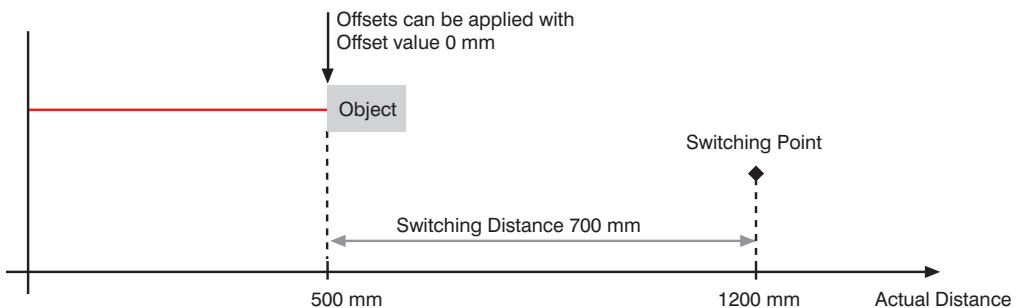 Offsets can be applied with
Offset value 0 mm
Object
Switching Point
Switching Distance 700 mm
500 mm
1200 mm
Actual Distance